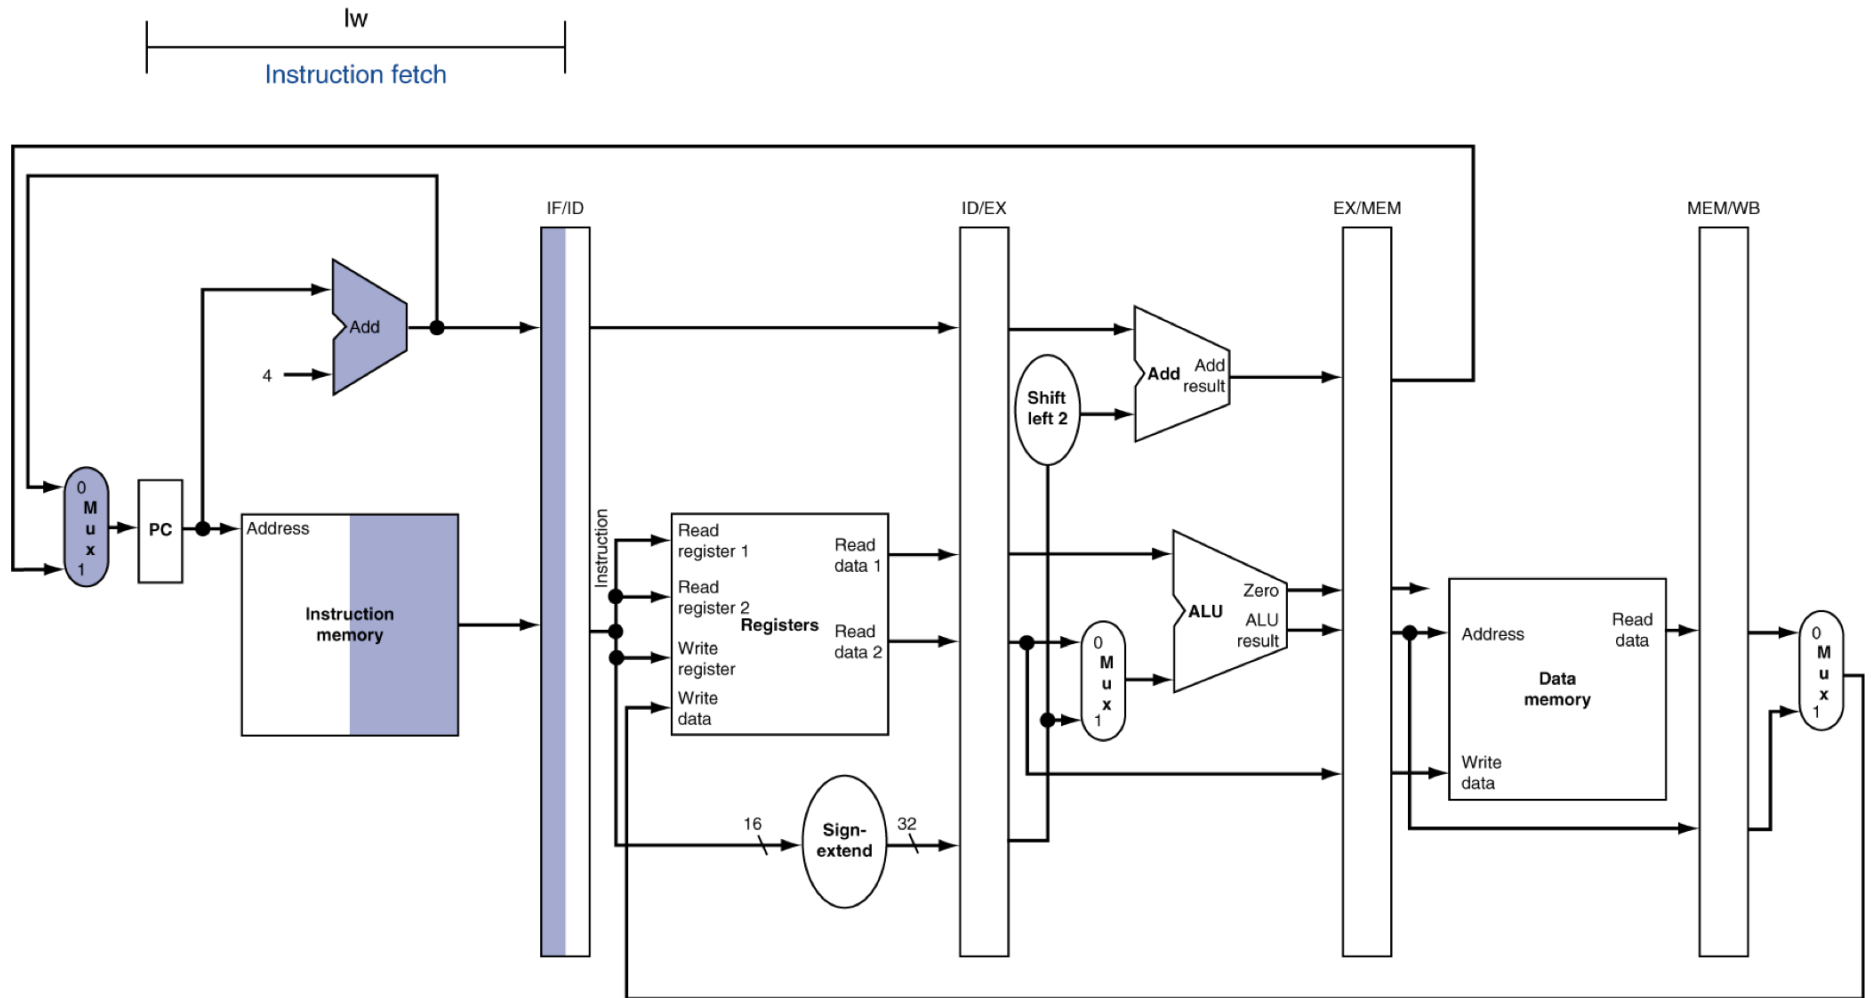 lw
Instruction fetch
IF/ID
ID/EX
EX/MEM
MEM/WB
Add
4
Add
Add
result
Shift
left 2
0
M
u
x
1
PC
Address
Instruction
memory
Instruction
Read
register 1
Read
register 2
Write
register
Write
data
Registers
Read
data 1
Read
data 2
16
Sign-
extend
32
0
M
u
x
1
ALU
Zero
ALU
result
Address
Write
data
Data
memory
Read
data
0
M
u
x
1